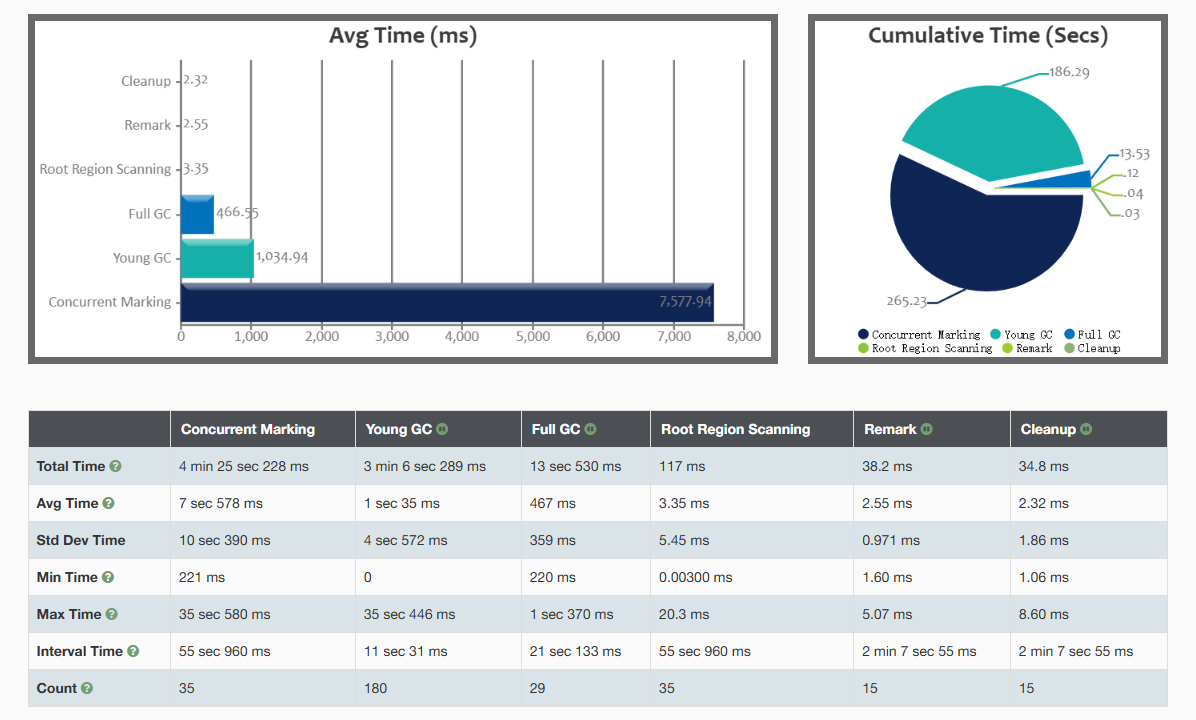 Avg Time (ms)
Cleanup 2.32
Remark 2.55
Root Region Scanning 3.35
Full GC 466.55
Young GC 1,034.94
Concurrent Marking 7,577.94
0 1,000 2,000 3,000 4,000 5,000 6,000 7,000 8,000
Cumulative Time (Secs)
186.29
13.53
.12
.04
.03
265.23
Concurrent Marking Young GC Full GC
Root Region Scanning Remark Cleanup
Concurrent Marking Young GC Full GC Root Region Scanning Remark Cleanup
Total Time 4 min 25 sec 228 ms 3 min 6 sec 289 ms 13 sec 530 ms 117 ms 38.2 ms 34.8 ms
Avg Time 7 sec 578 ms 1 sec 35 ms 467 ms 3.35 ms 2.55 ms 2.32 ms
Std Dev Time 10 sec 390 ms 4 sec 572 ms 359 ms 5.45 ms 0.971 ms 1.86 ms
Min Time 221 ms 0 220 ms 0.00300 ms 1.60 ms 1.06 ms
Max Time 35 sec 580 ms 35 sec 446 ms 1 sec 370 ms 20.3 ms 5.07 ms 8.60 ms
Interval Time 55 sec 960 ms 11 sec 31 ms 21 sec 133 ms 55 sec 960 ms 2 min 7 sec 55 ms 2 min 7 sec 55 ms
Count 35 180 29 35 15 15